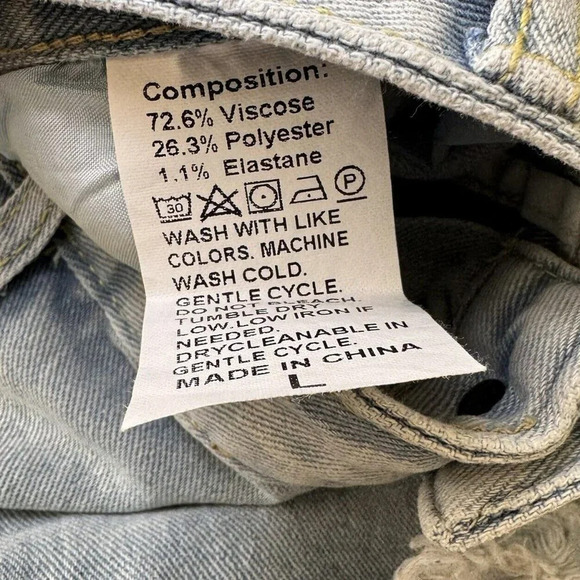 Composition:
72.6% Viscose
26.3% Polyester
1.1% Elastane
30 P
WASH WITH LIKE
COLORS. MACHINE
WASH COLD.
GENTLE CYCLE.
DO NOT BLEACH.
TUMBLE DRY
LOW.LOW IRON IF
NEEDED.
DRYCLEANABLE IN
GENTLE CYCLE.
MADE IN CHINA
L